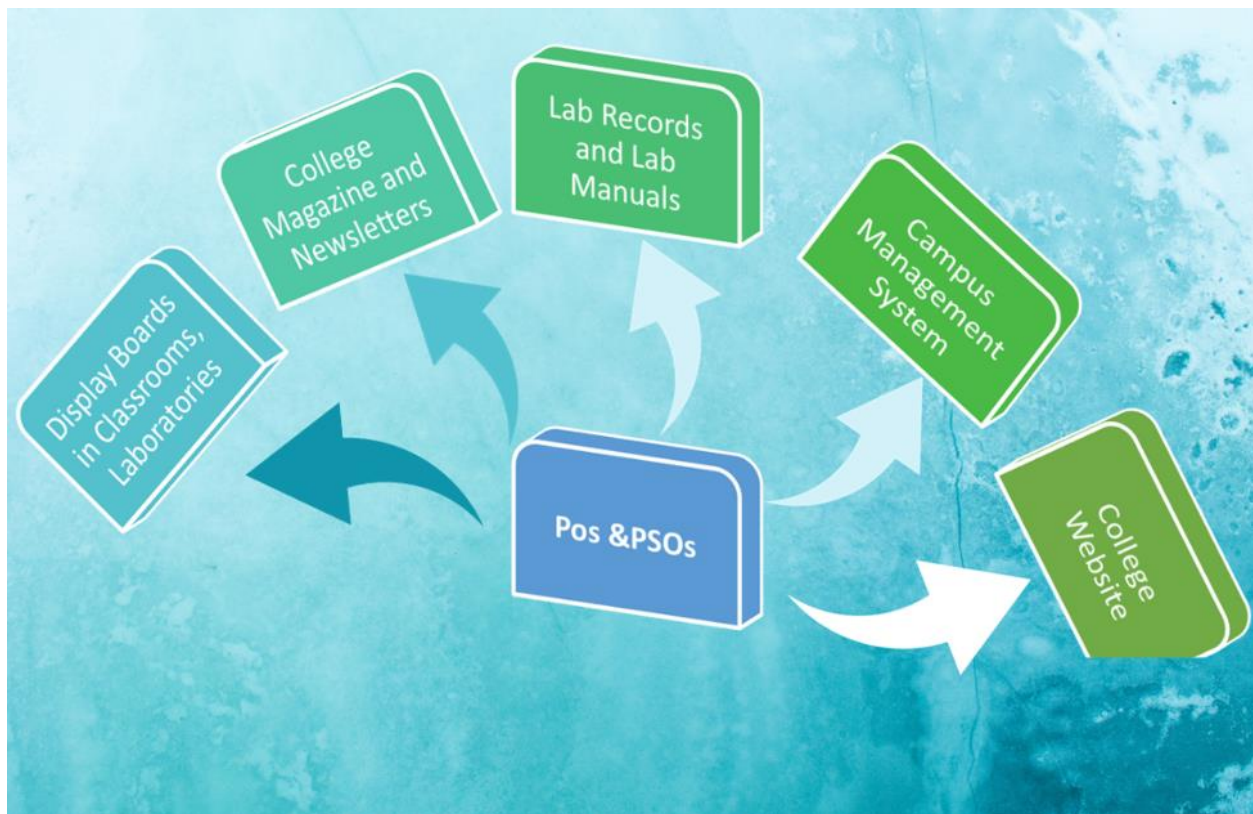 Display Boards
in Classrooms,
Laboratories
College
Magazine and
Newsletters
Lab Records
and Lab
Manuals
Campus
Management
System
College
Website
Pos &PSOs